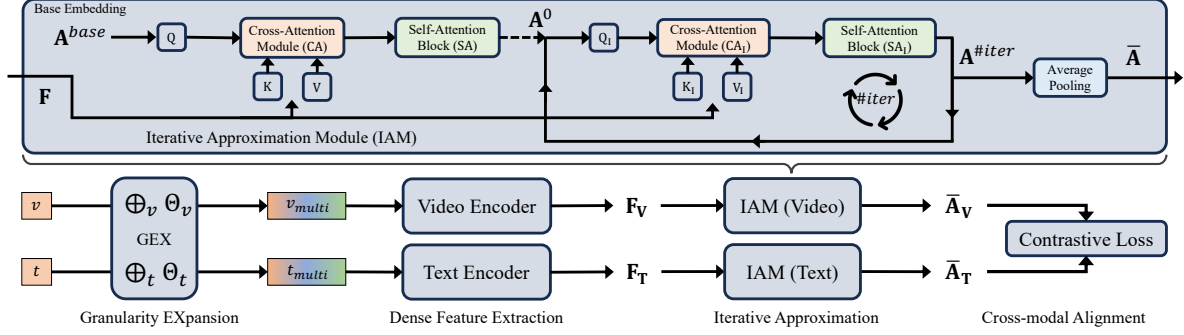 Base Embedding
A^base
Q
Cross-Attention
Module (CA)
Self-Attention
Block (SA)
A^0
Q_I
Cross-Attention
Module (CA_I)
Self-Attention
Block (SA_I)
A^#iter
Average
Pooling
A̅
F
K
V
K_I
V_I
#iter
Iterative Approximation Module (IAM)
v
⊕_v Θ_v
GEX
⊕_t Θ_t
v_multi
Video Encoder
F_V
IAM (Video)
A̅_V
Contrastive Loss
t
t_multi
Text Encoder
F_T
IAM (Text)
A̅_T
Granularity EXpansion
Dense Feature Extraction
Iterative Approximation
Cross-modal Alignment